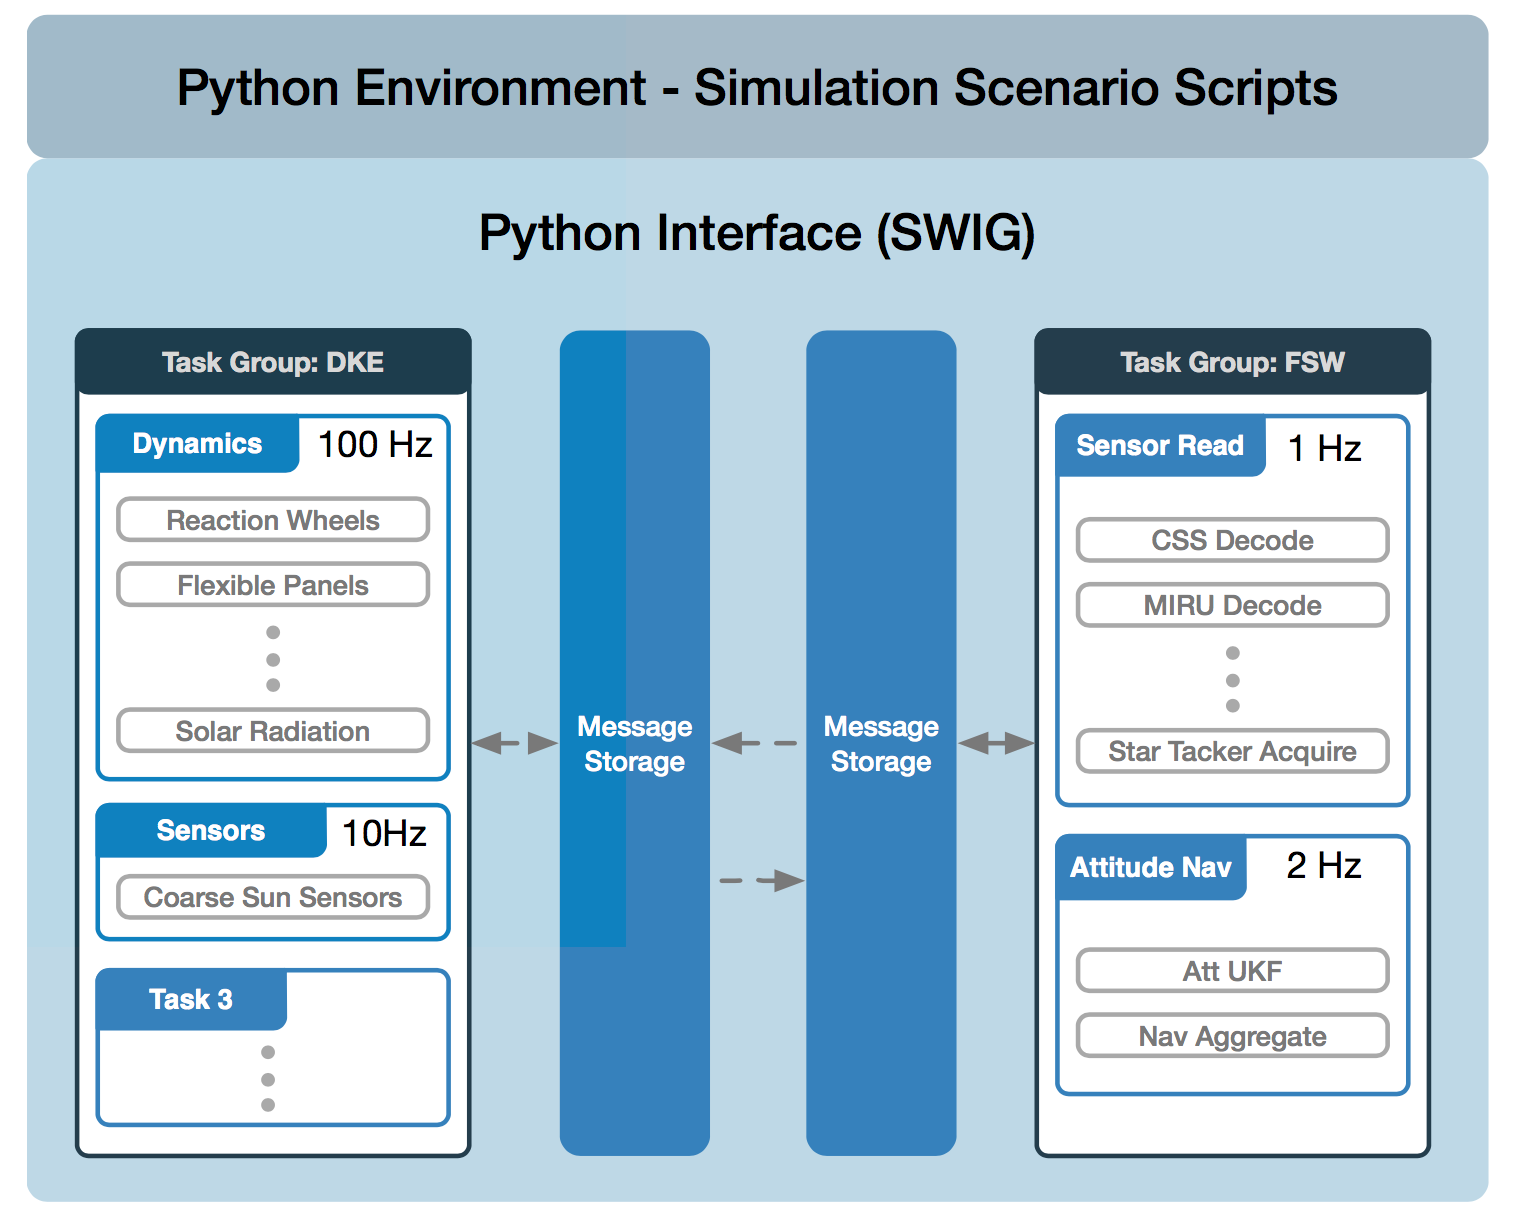 Python Environment - Simulation Scenario Scripts
Python Interface (SWIG)
Task Group: DKE
Dynamics
100 Hz
Reaction Wheels
Flexible Panels
Solar Radiation
Sensors
10Hz
Coarse Sun Sensors
Task 3
Message
Storage
Message
Storage
Task Group: FSW
Sensor Read
1 Hz
CSS Decode
MIRU Decode
Star Tacker Acquire
Attitude Nav
2 Hz
Att UKF
Nav Aggregate